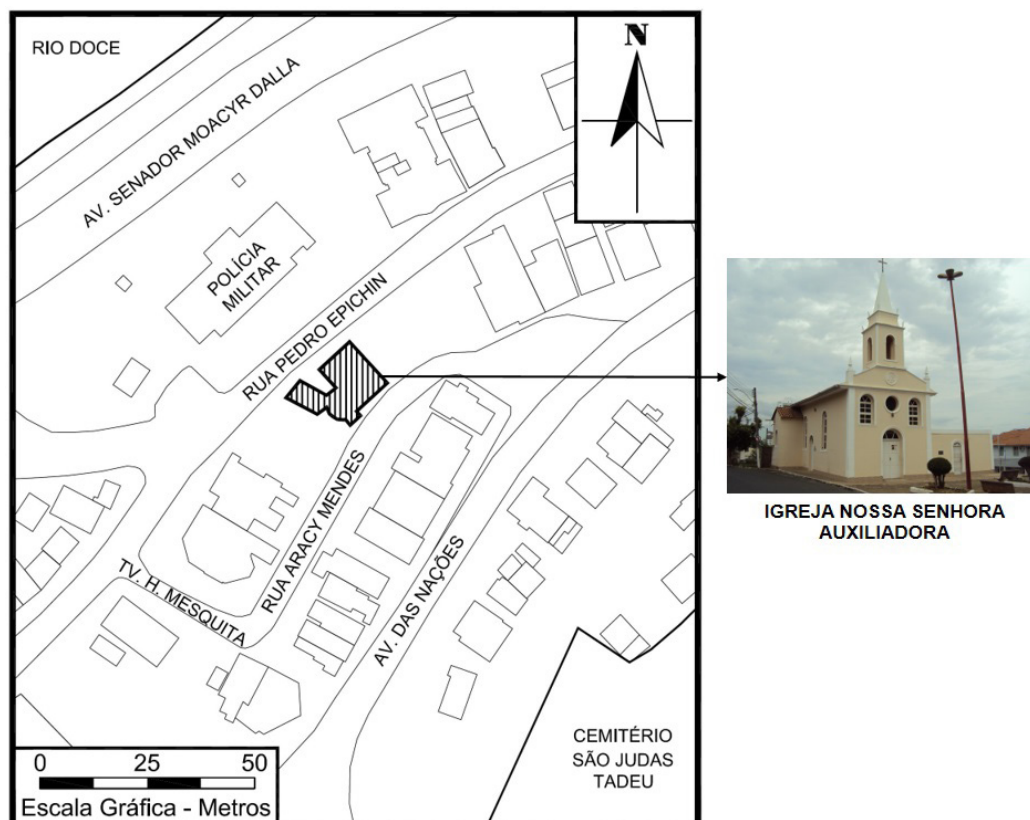 RIO DOCE
N
AV. SENADOR MOACYR DALLA
POLÍCIA
MILITAR
RUA PEDRO EPICHIN
RUA ARACY MENDES
TV. H. MESQUITA
AV. DAS NAÇÕES
CEMITÉRIO
SÃO JUDAS
TADEU
0 25 50
Escala Gráfica - Metros
IGREJA NOSSA SENHORA
AUXILIADORA